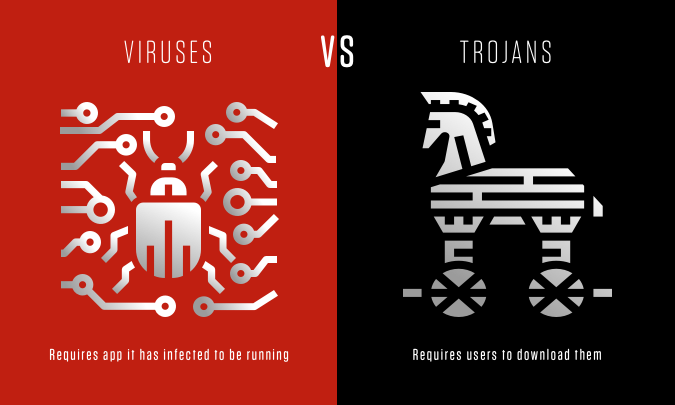 VIRUSES
VS
TROJANS
Requires app it has infected to be running
Requires users to download them